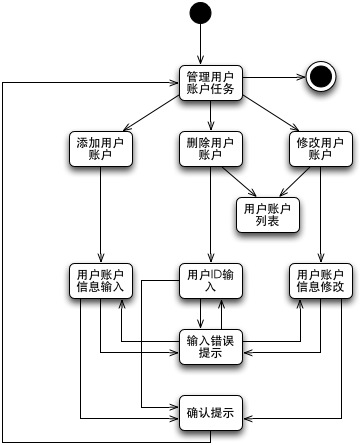 管理用户
账户任务
添加用户
账户
删除用户
账户
修改用户
账户
用户账户
列表
用户账户
信息输入
用户ID输
入
用户账户
信息修改
输入错误
提示
确认提示